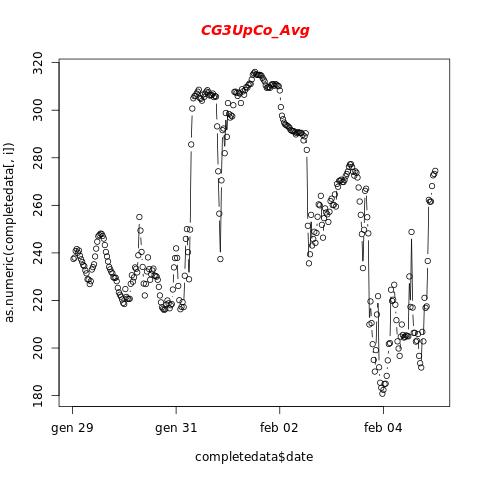 CG3UpCo_Avg
as.numeric(completedata[, i])
320
300
280
260
240
220
200
180
gen 29
gen 31
feb 02
feb 04
completedata$date